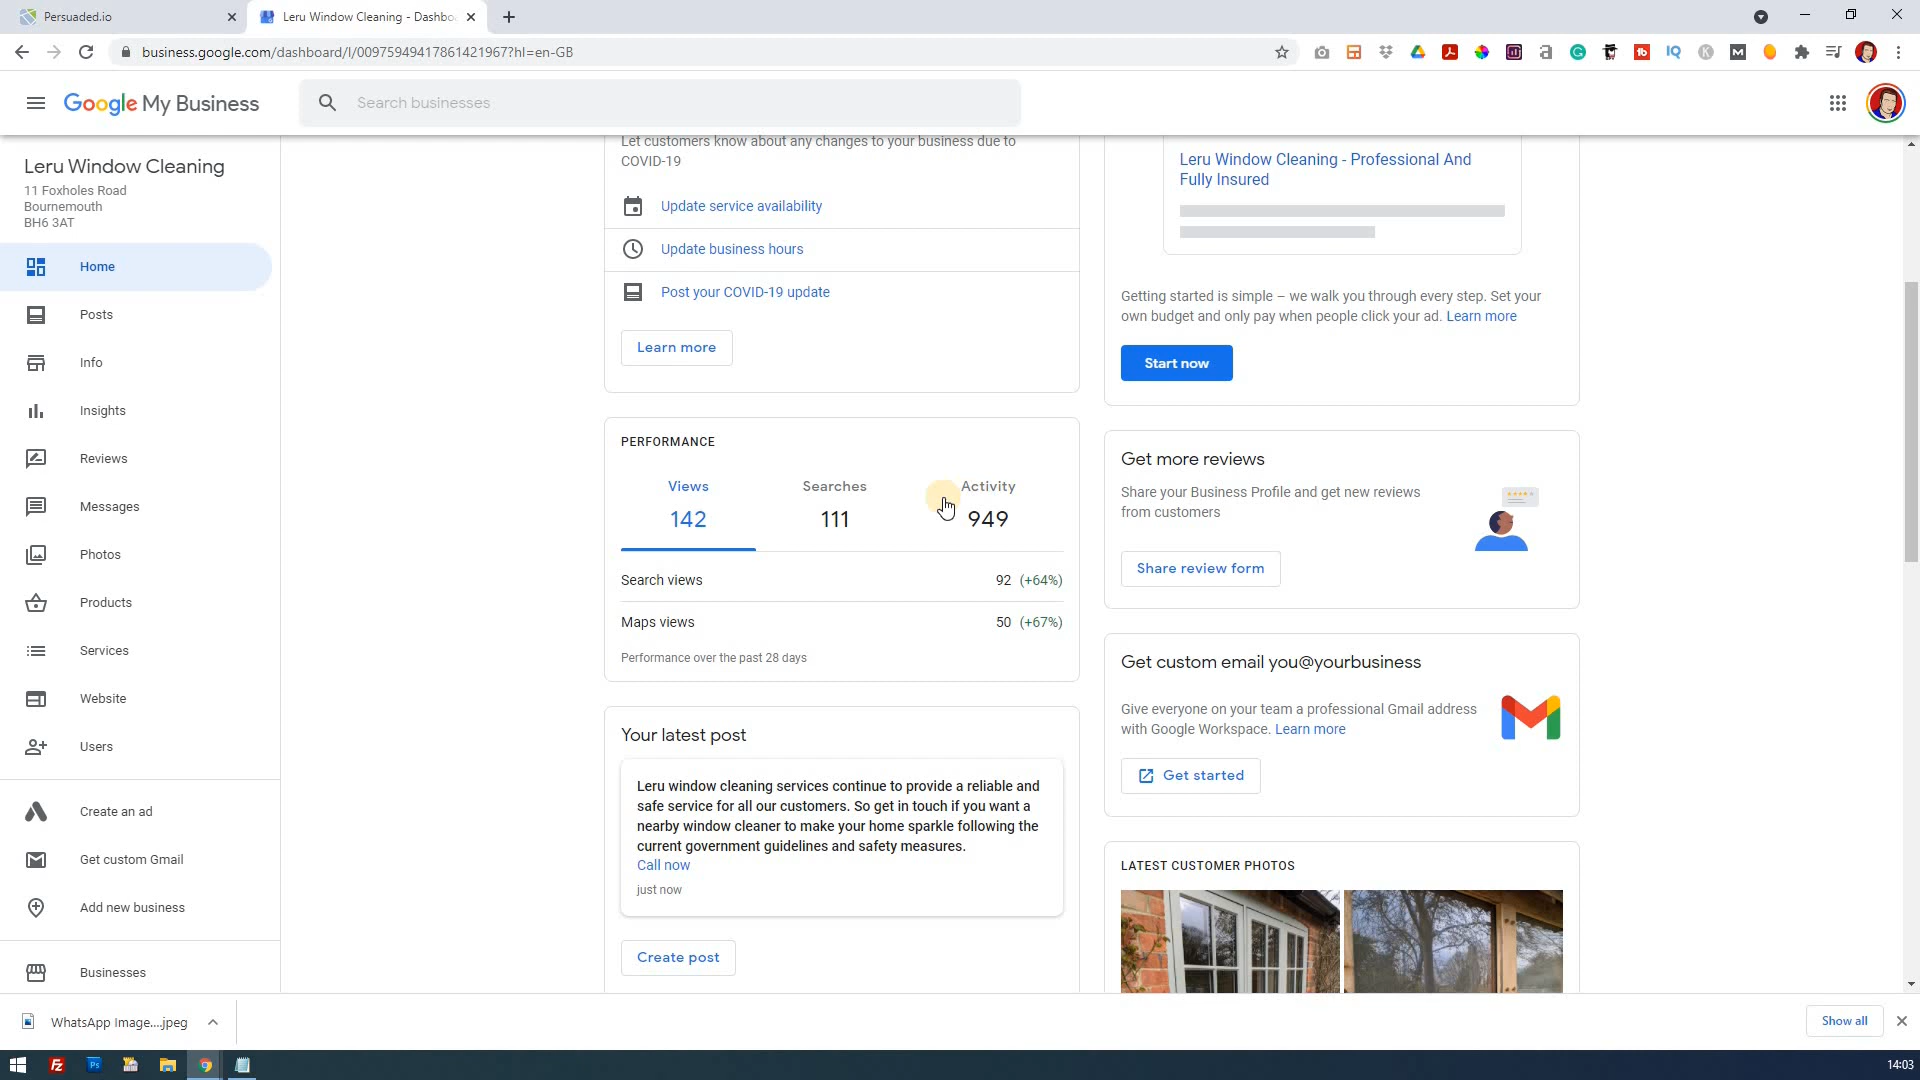 Persuaded.io
Leru Window Cleaning - Dashbo
business.google.com/dashboard/l/00975949417861421967?hl=en-GB
Google My Business
Search businesses
Leru Window Cleaning
11 Foxholes Road
Bournemouth
BH6 3AT
Home
Posts
Info
Insights
Reviews
Messages
Photos
Products
Services
Website
Users
Create an ad
Get custom Gmail
Add new business
Businesses
Let customers know about any changes to your business due to
COVID-19
Update service availability
Update business hours
Post your COVID-19 update
Learn more
PERFORMANCE
Views
142
Searches
111
Activity
949
Search views 92 (+64%)
Maps views 50 (+67%)
Performance over the past 28 days
Your latest post
Leru window cleaning services continue to provide a reliable and
safe service for all our customers. So get in touch if you want a
nearby window cleaner to make your home sparkle following the
current government guidelines and safety measures.
Call now
just now
Create post
Leru Window Cleaning - Professional And
Fully Insured
Getting started is simple – we walk you through every step. Set your
own budget and only pay when people click your ad. Learn more
Start now
Get more reviews
Share your Business Profile and get new reviews
from customers
Share review form
Get custom email you@yourbusiness
Give everyone on your team a professional Gmail address
with Google Workspace. Learn more
Get started
LATEST CUSTOMER PHOTOS
WhatsApp Image....jpeg
Show all
14:03